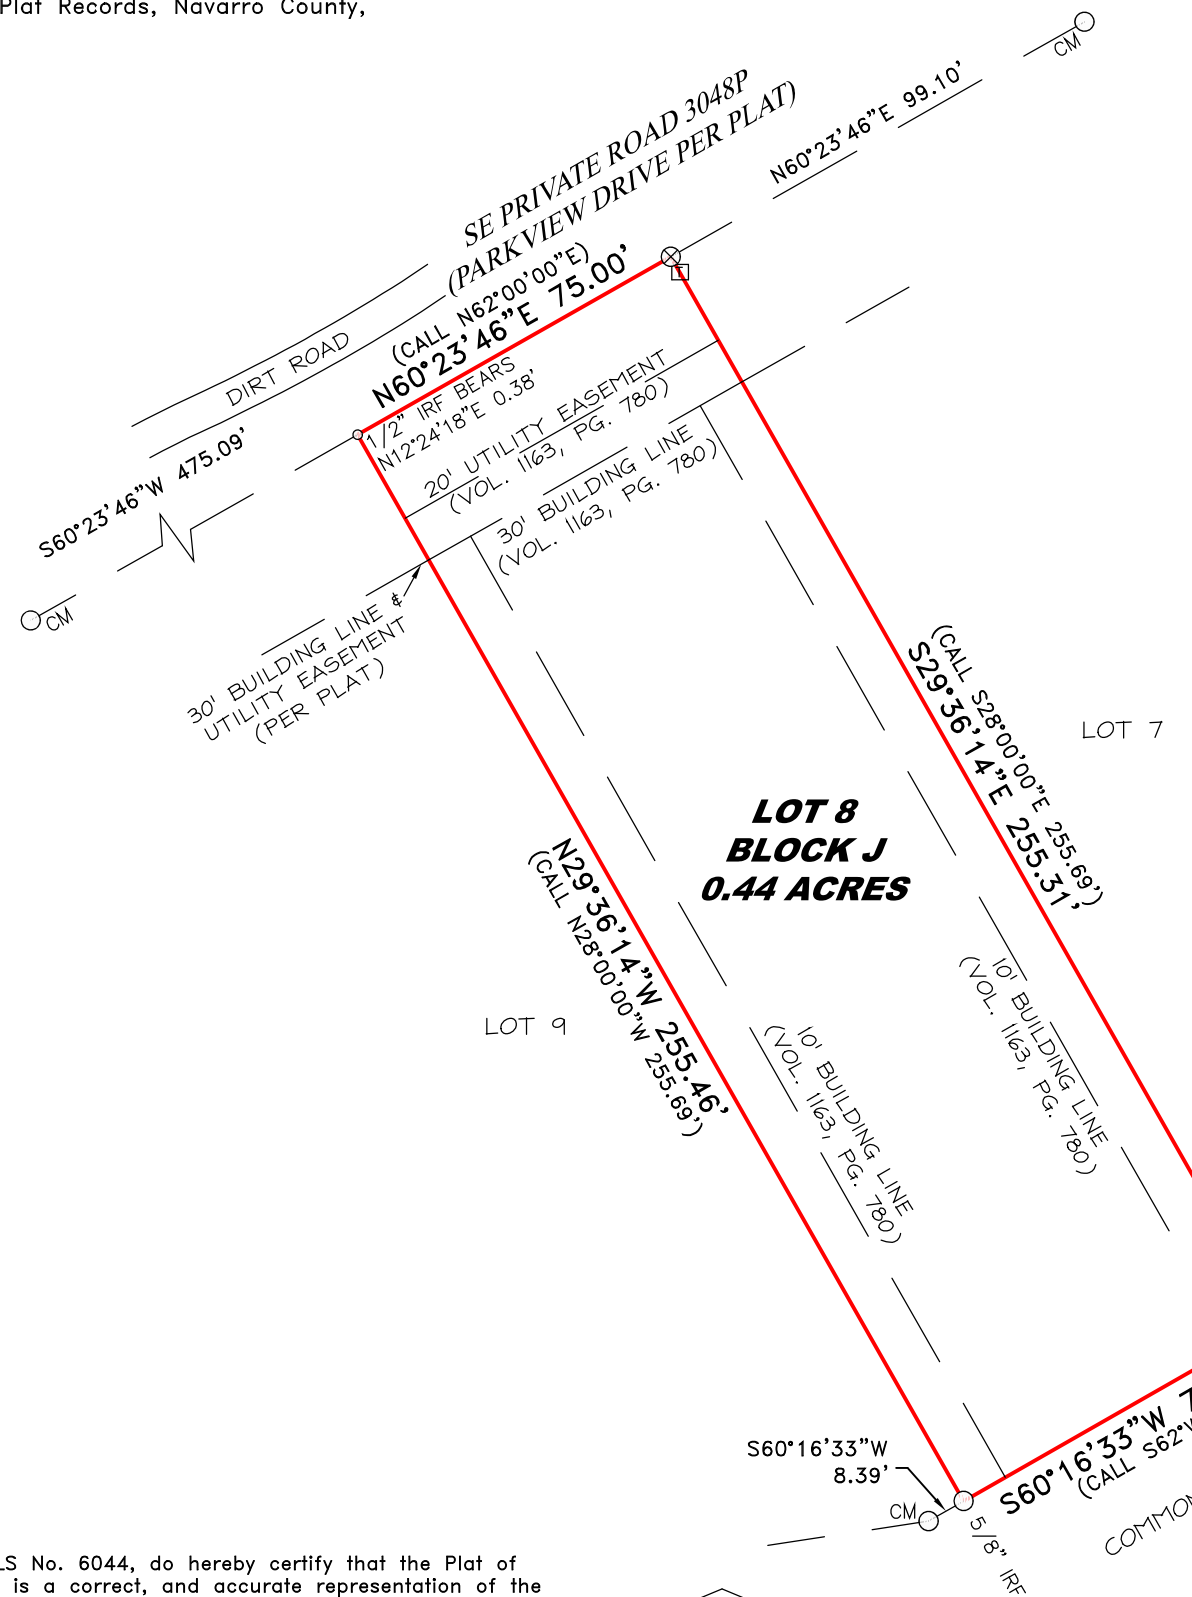 Plat Records, Navarro County,
CM
N60°23'46"E 99.10'
SE PRIVATE ROAD 3048P
(PARKVIEW DRIVE PER PLAT)
(CALL N62°00'00"E)
N60°23'46"E 75.00'
T
DIRT ROAD
1/2" IRF BEARS
N12°24'18"E 0.38'
S60°23'46"W 475.09'
CM
20' UTILITY EASEMENT
(VOL. 1163, PG. 780)
30' BUILDING LINE
(VOL. 1163, PG. 780)
30' BUILDING LINE &
UTILITY EASEMENT
(PER PLAT)
(CALL S28°00'00"E 255.69')
S29°36'14"E 255.31'
LOT 7
LOT 8
BLOCK J
0.44 ACRES
N29°36'14"W 255.46'
(CALL N28°00'00"W 255.69')
LOT 9
10' BUILDING LINE
(VOL. 1163, PG. 780)
10' BUILDING LINE
(VOL. 1163, PG. 780)
S60°16'33"W
8.39'
CM
S60°16'33"W 7
(CALL S62°
5/8" IRF
COMMON
LS No. 6044, do hereby certify that the Plat of
is a correct, and accurate representation of the